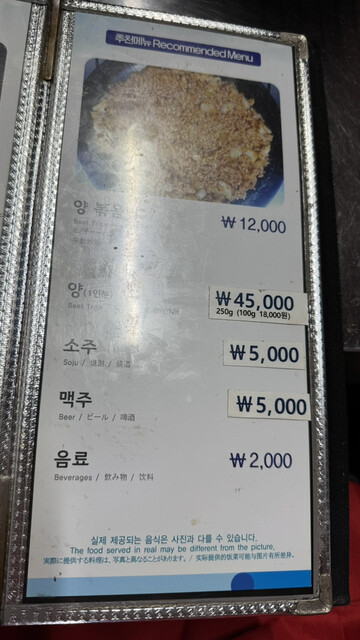 추천메뉴 Recommended Menu
양 볶음
₩ 12,000
양 (1인분)
₩ 45,000
250g (100g 18,000원)
소주
₩ 5,000
Soju / 焼酎 / 烧酒
맥주
₩ 5,000
Beer / ビール / 啤酒
음료
₩ 2,000
Beverages / 飲み物 / 饮料
실제 제공되는 음식은 사진과 다를 수 있습니다.
The food served in real may be different from the picture.
実際に提供する料理は、写真と異なることがあります。 / 实际提供的饭菜可能与图片有所差异。